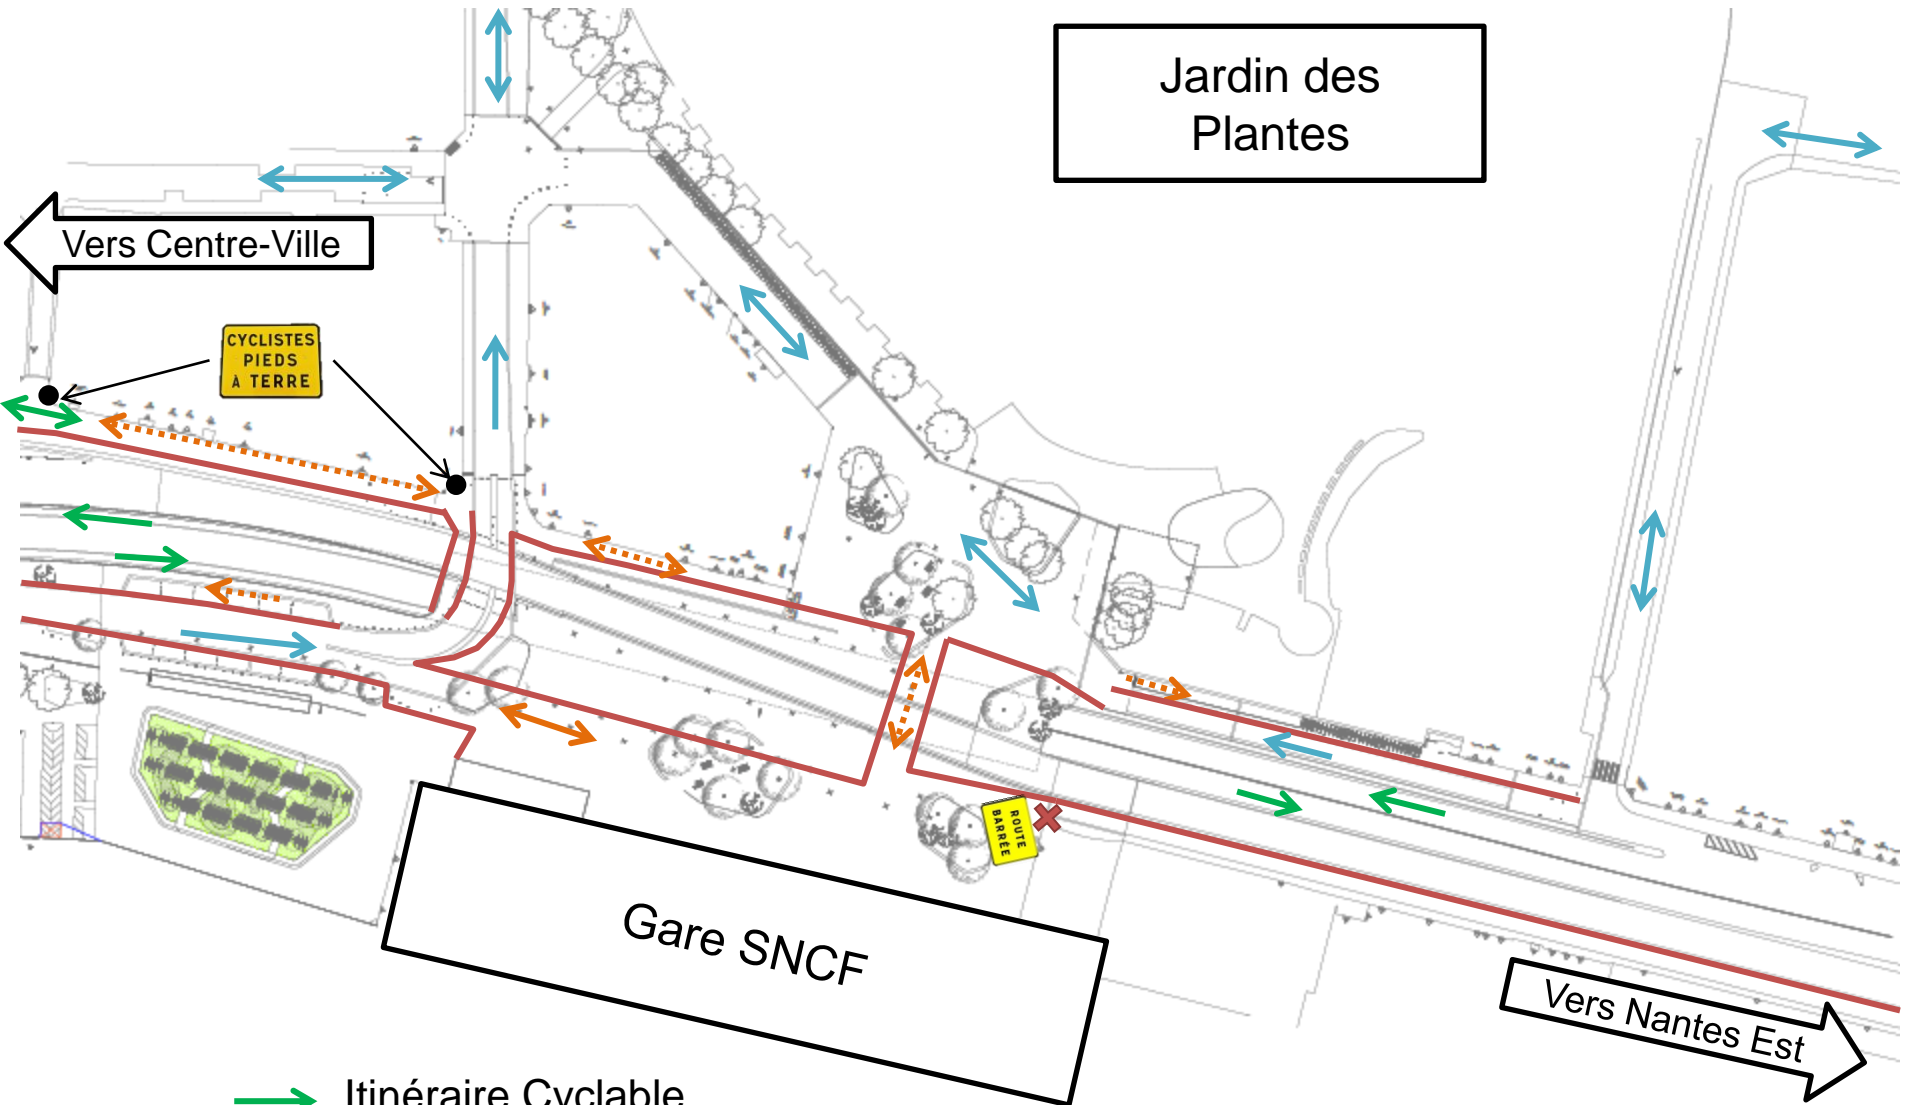 Jardin des
Plantes
Vers Centre-Ville
CYCLISTES
PIEDS
À TERRE
ROUTE
BARRÉE
Gare SNCF
Vers Nantes Est
Itinéraire Cyclable